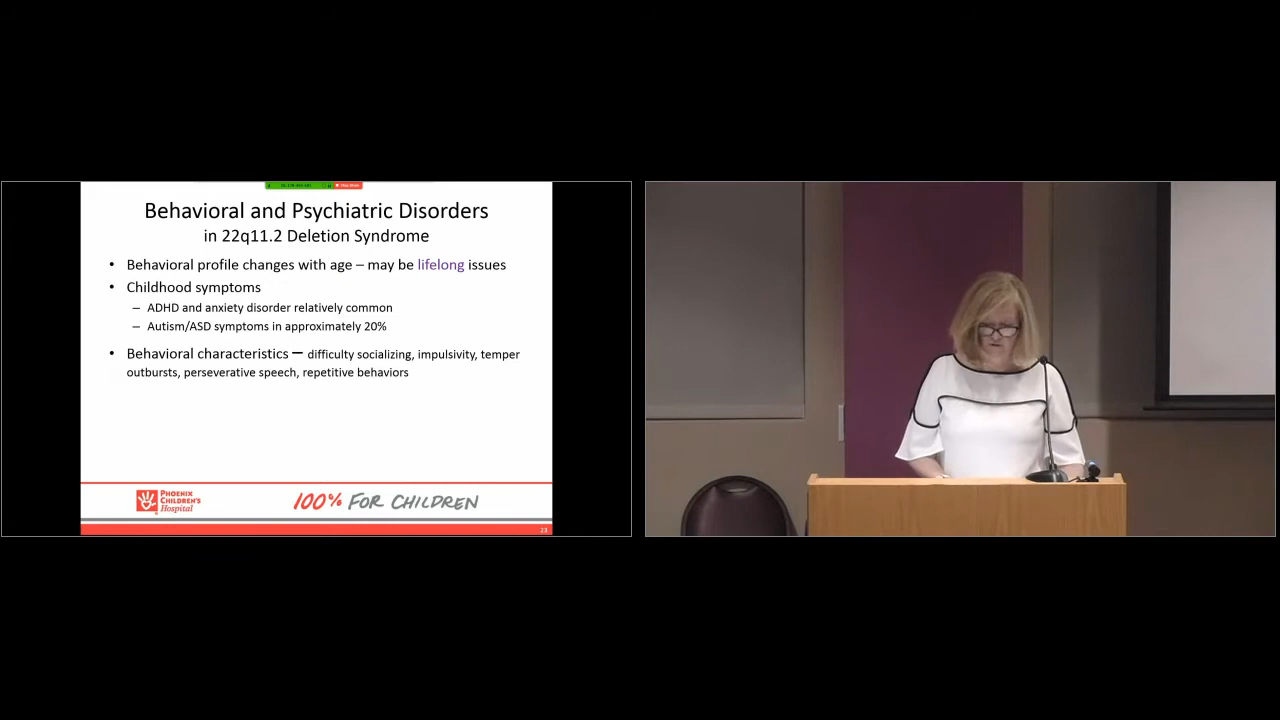 Behavioral and Psychiatric Disorders
in 22q11.2 Deletion Syndrome
• Behavioral profile changes with age – may be lifelong issues
• Childhood symptoms
– ADHD and anxiety disorder relatively common
– Autism/ASD symptoms in approximately 20%
• Behavioral characteristics – difficulty socializing, impulsivity, temper
outbursts, perseverative speech, repetitive behaviors
PHOENIX
CHILDREN'S
Hospital
100% FOR CHILDREN
23